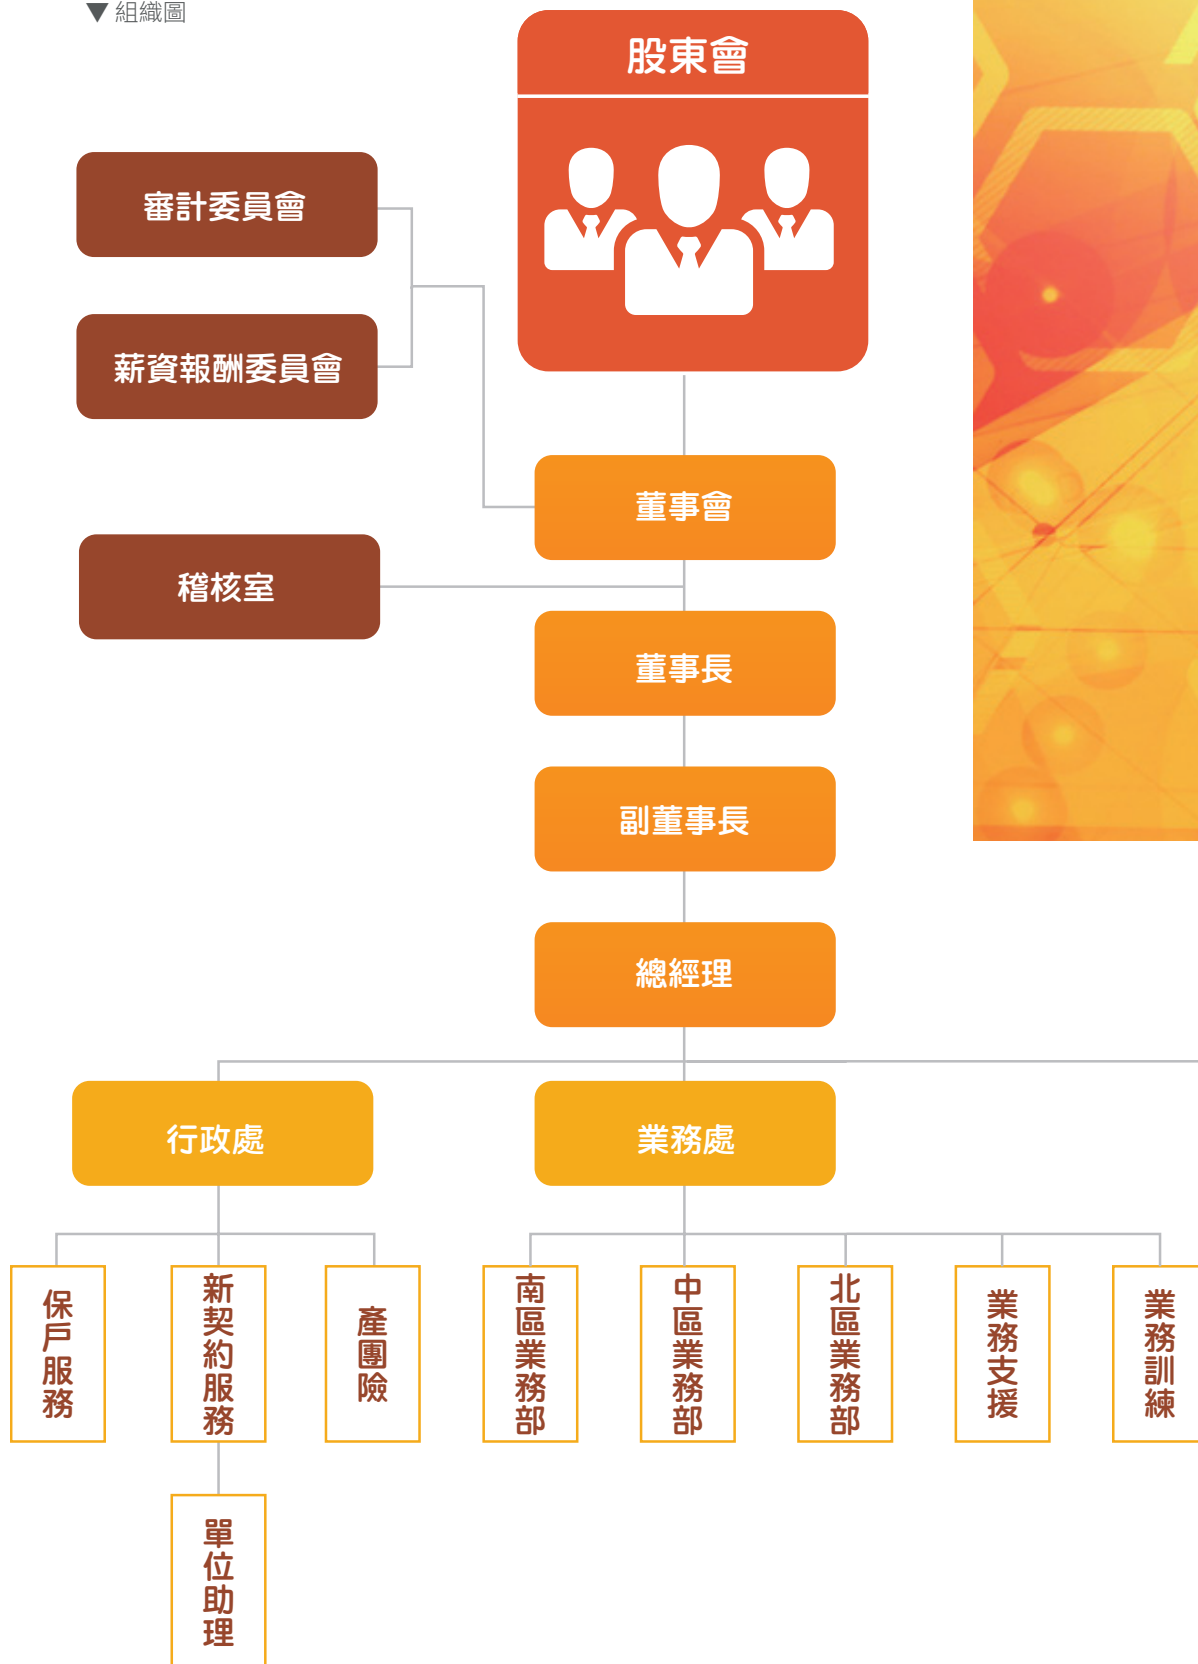 ▼ 組織圖
股東會
審計委員會
薪資報酬委員會
董事會
稽核室
董事長
副董事長
總經理
行政處
業務處
保戶服務
新契約服務
產團險
南區業務部
中區業務部
北區業務部
業務支援
業務訓練
單位助理